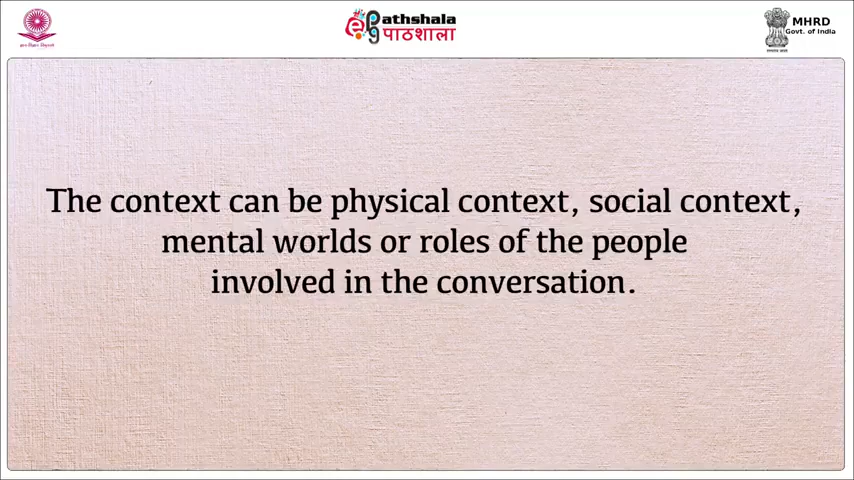 ePathshala
पाठशाला
MHRD
Govt. of India
The context can be physical context, social context,
mental worlds or roles of the people
involved in the conversation.